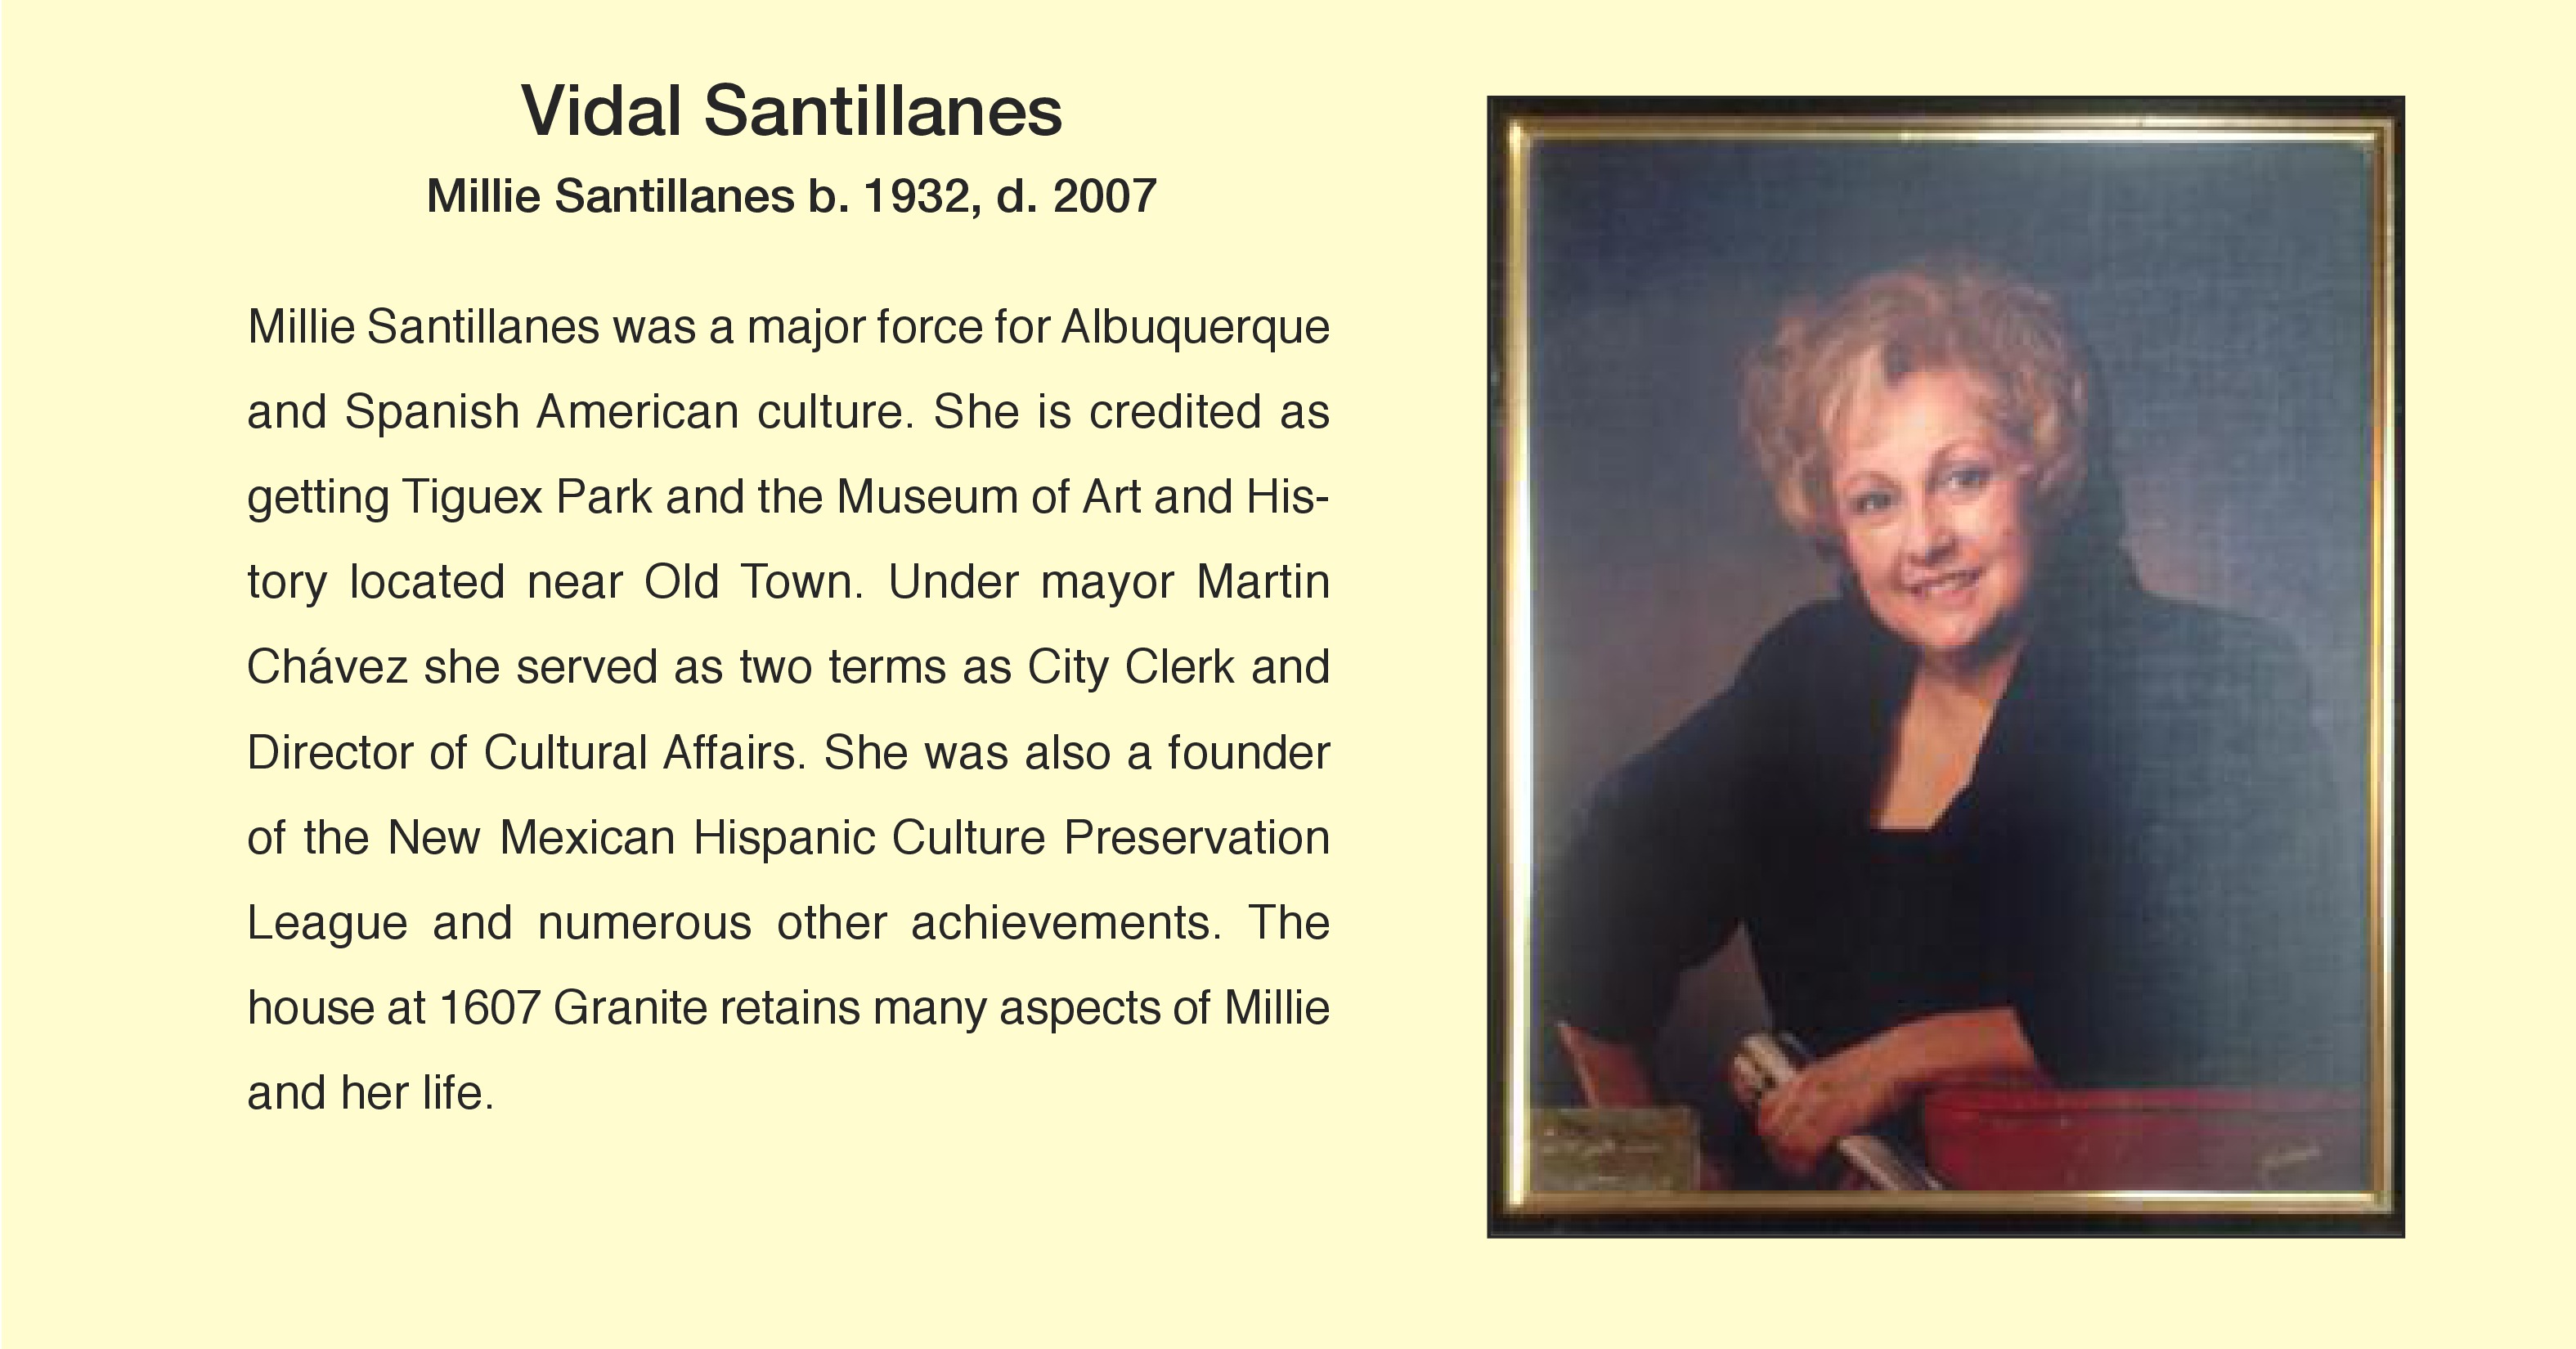 Vidal Santillanes
Millie Santillanes b. 1932, d. 2007
Millie Santillanes was a major force for Albuquerque
and Spanish American culture. She is credited as
getting Tiguex Park and the Museum of Art and His-
tory located near Old Town. Under mayor Martin
Chávez she served as two terms as City Clerk and
Director of Cultural Affairs. She was also a founder
of the New Mexican Hispanic Culture Preservation
League and numerous other achievements. The
house at 1607 Granite retains many aspects of Millie
and her life.